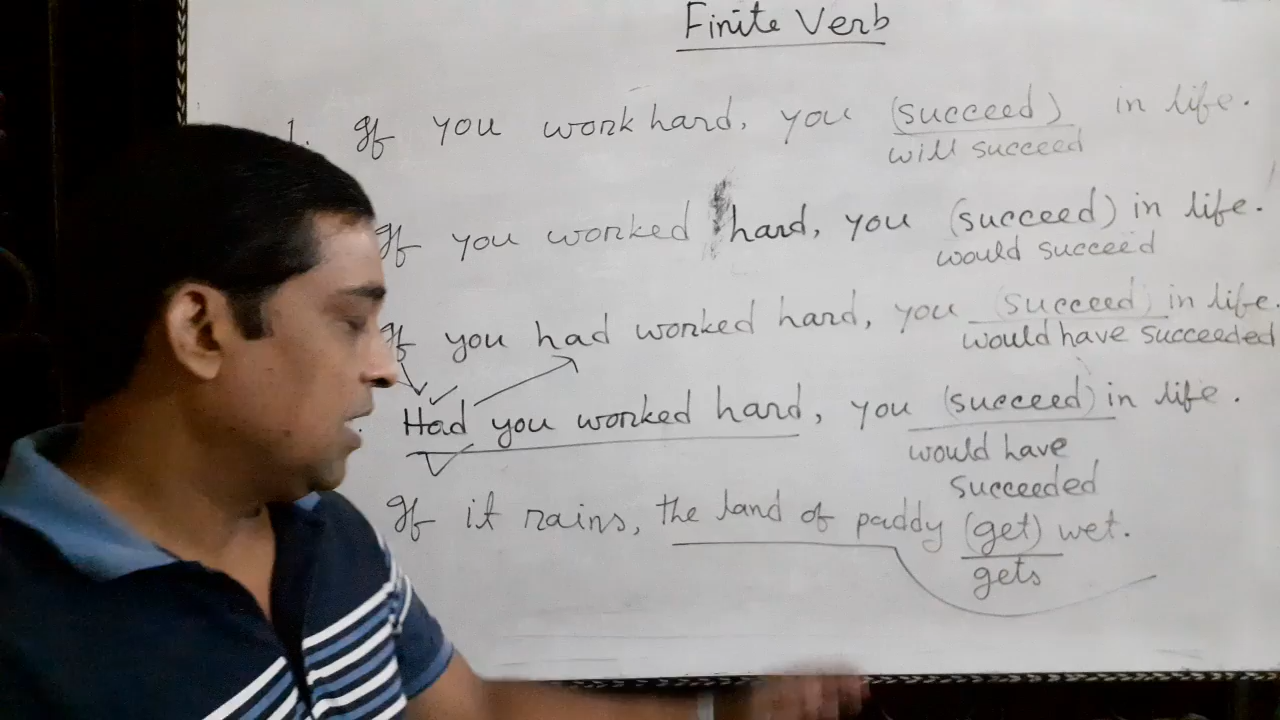 Finite Verb
1. If you work hard, you (succeed) in life.
will succeed
If you worked hard, you (succeed) in life.
would succeed
If you had worked hard, you (succeed) in life.
would have succeeded
Had you worked hard, you (succeed) in life.
would have
succeeded
If it rains, the land of paddy (get) wet.
gets